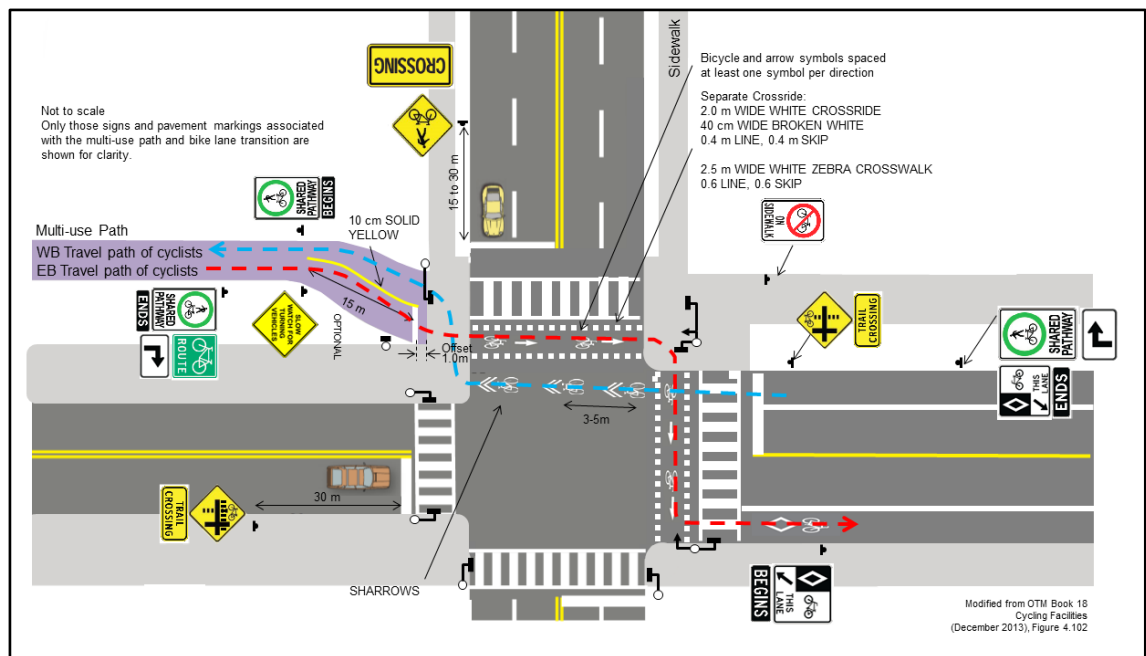 CROSSING
Sidewalk
Bicycle and arrow symbols spaced
at least one symbol per direction
Separate Crossride:
2.0 m WIDE WHITE CROSSRIDE
40 cm WIDE BROKEN WHITE
0.4 m LINE, 0.4 m SKIP
2.5 m WIDE WHITE ZEBRA CROSSWALK
0.6 LINE, 0.6 SKIP
Not to scale
Only those signs and pavement markings associated
with the multi-use path and bike lane transition are
shown for clarity.
15 to 30 m
SHARED
PATHWAY
BEGINS
10 cm SOLID
YELLOW
ON
SIDEWALK
Multi-use Path
WB Travel path of cyclists
EB Travel path of cyclists
15 m
ENDS
SHARED
PATHWAY
SLOW
WATCH FOR
TURNING
VEHICLES
OPTIONAL
ROUTE
Offset
1.0m
TRAIL
CROSSING
SHARED
PATHWAY
THIS
LANE
ENDS
3-5m
30 m
TRAIL
CROSSING
SHARROWS
BEGINS
THIS
LANE
Modified from OTM Book 18
Cycling Facilities
(December 2013), Figure 4.102